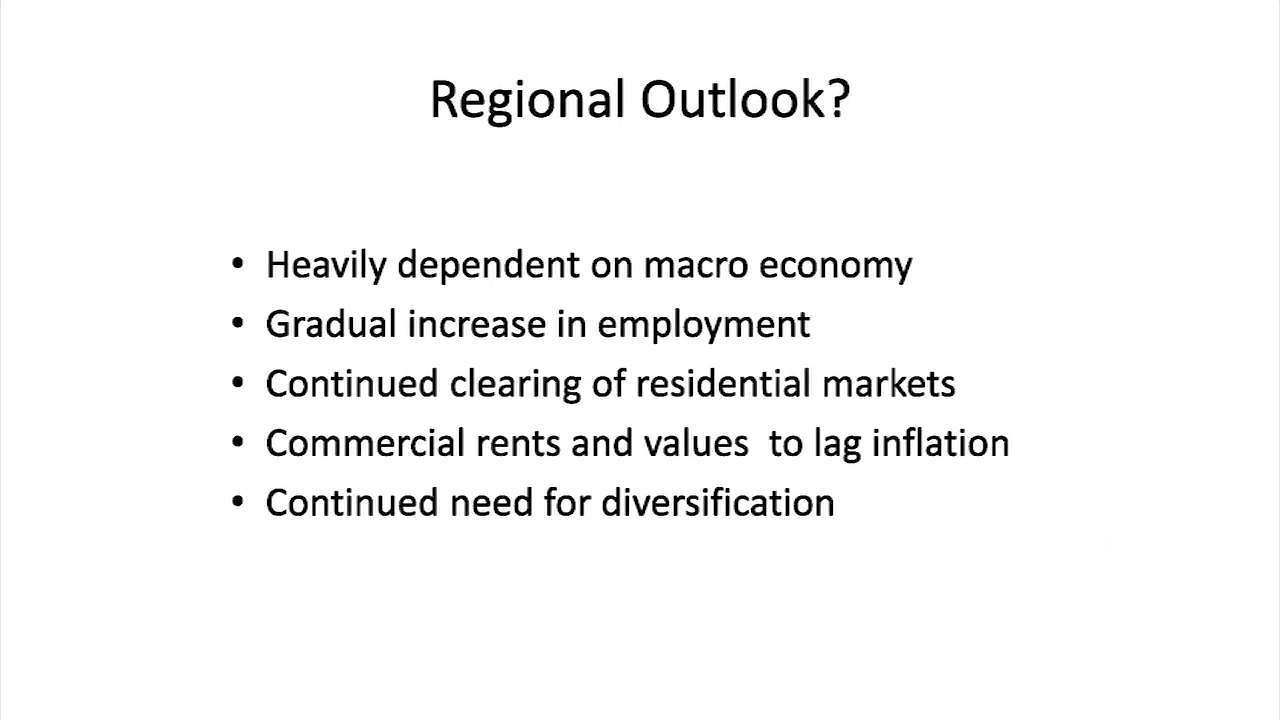 Regional Outlook?
• Heavily dependent on macro economy
• Gradual increase in employment
• Continued clearing of residential markets
• Commercial rents and values  to lag inflation
• Continued need for diversification